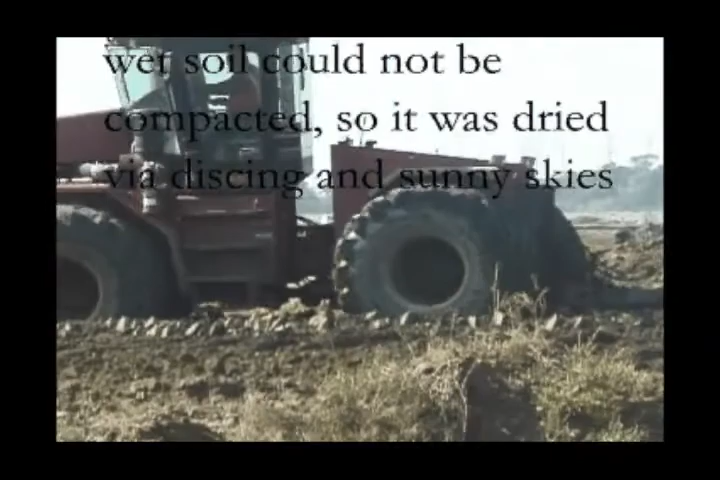 wet soil could not be
compacted, so it was dried
via discing and sunny skies